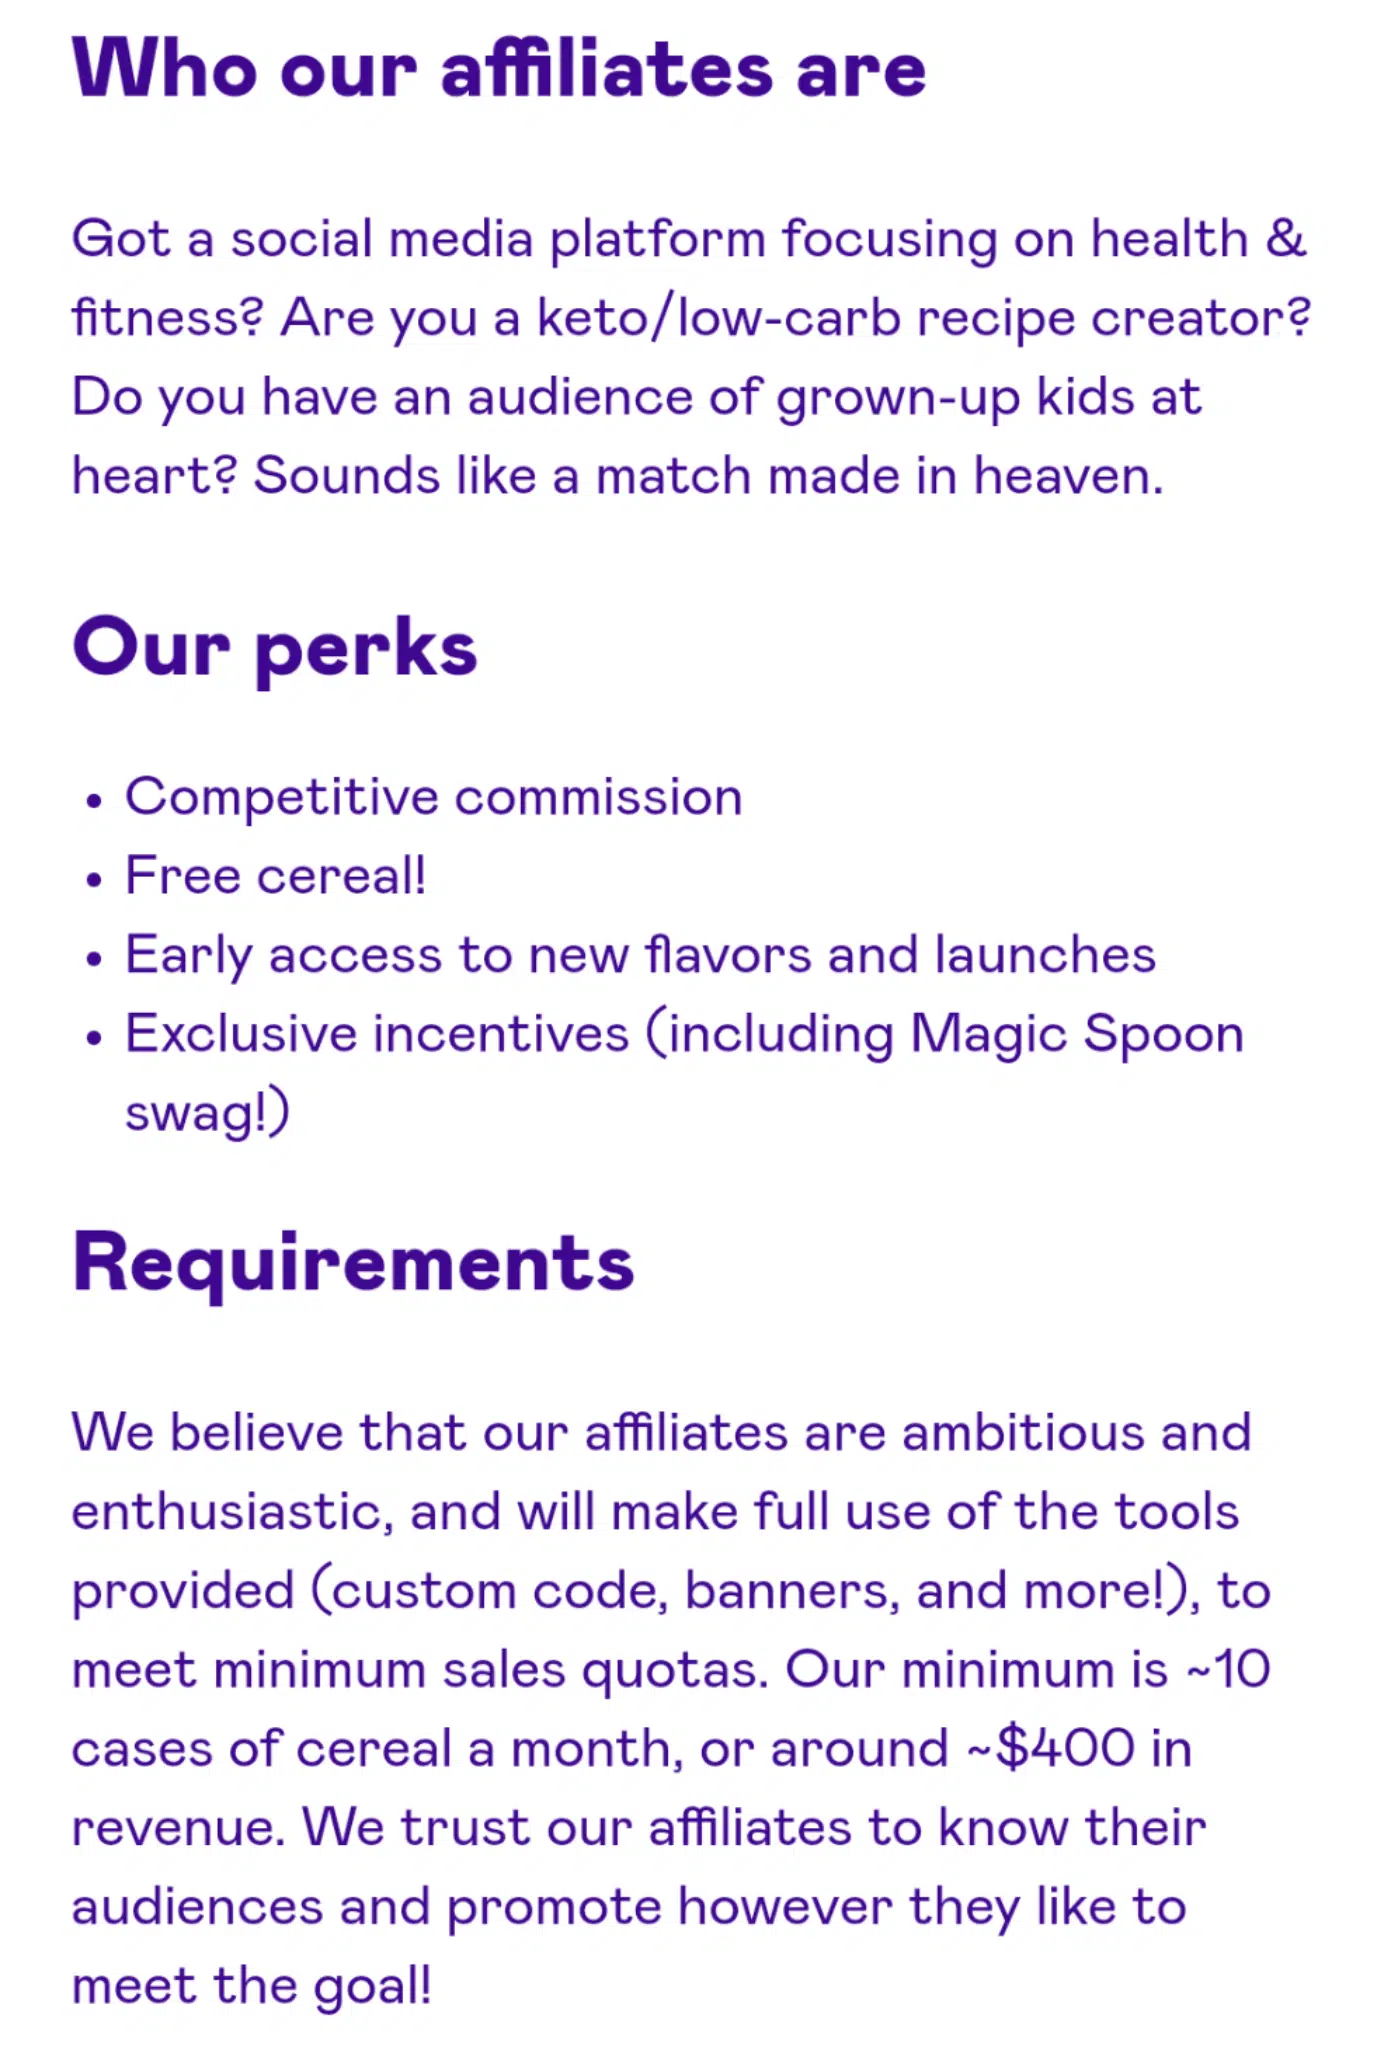 Who our affiliates are
Got a social media platform focusing on health &
fitness? Are you a keto/low-carb recipe creator?
Do you have an audience of grown-up kids at
heart? Sounds like a match made in heaven.
Our perks
• Competitive commission
• Free cereal!
• Early access to new flavors and launches
• Exclusive incentives (including Magic Spoon
swag!)
Requirements
We believe that our affiliates are ambitious and
enthusiastic, and will make full use of the tools
provided (custom code, banners, and more!), to
meet minimum sales quotas. Our minimum is ~10
cases of cereal a month, or around ~$400 in
revenue. We trust our affiliates to know their
audiences and promote however they like to
meet the goal!